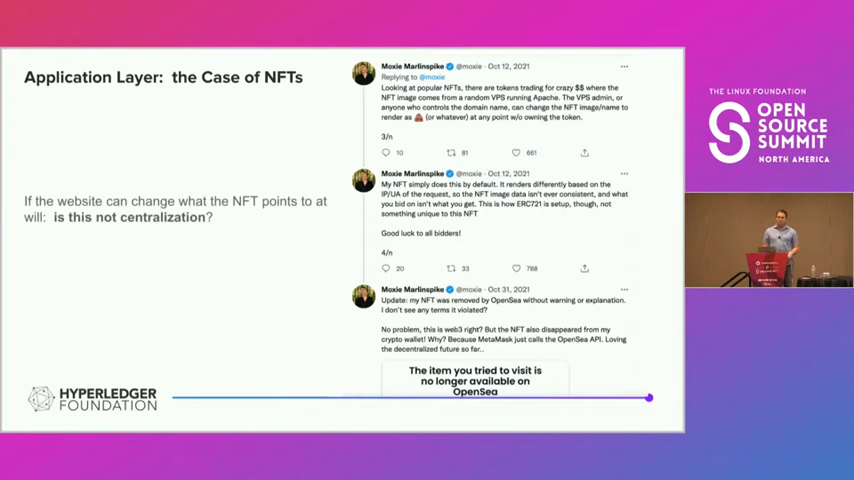 Application Layer: the Case of NFTs
If the website can change what the NFT points to at
will: is this not centralization?
Moxie Marlinspike @moxie · Oct 12, 2021
Replying to @moxie
Looking at popular NFTs, there are tokens trading for crazy $$ where the
NFT image comes from a random VPS running Apache. The VPS admin, or
anyone who controls the domain name, can change the NFT image/name to
render as 💩 (or whatever) at any point w/o owning the token.
3/n
10 81 661
Moxie Marlinspike @moxie · Oct 12, 2021
My NFT simply does this by default. It renders differently based on the
IP/UA of the request, so the NFT image data isn't ever consistent, and what
you bid on isn't what you get. This is how ERC721 is setup, though, not
something unique to this NFT
Good luck to all bidders!
4/n
20 33 788
Moxie Marlinspike @moxie · Oct 31, 2021
Update: my NFT was removed by OpenSea without warning or explanation.
I don't see any terms it violated?
No problem, this is web3 right? But the NFT also disappeared from my
crypto wallet! Why? Because MetaMask just calls the OpenSea API. Loving
the decentralized future so far..
The item you tried to visit is
no longer available on
OpenSea
HYPERLEDGER
FOUNDATION
THE LINUX FOUNDATION
OPEN
SOURCE
SUMMIT
NORTH AMERICA